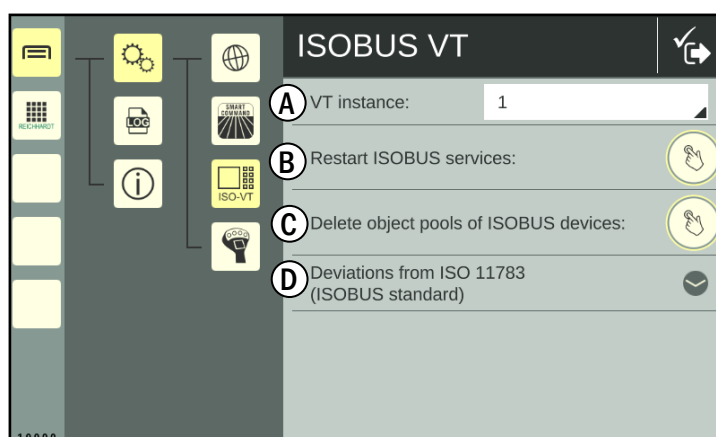 ISOBUS VT
A VT instance: 1
REICHHARDT
LOG
SMART
COMMAND
B Restart ISOBUS services:
ISO-VT
C Delete object pools of ISOBUS devices:
D Deviations from ISO 11783
(ISOBUS standard)